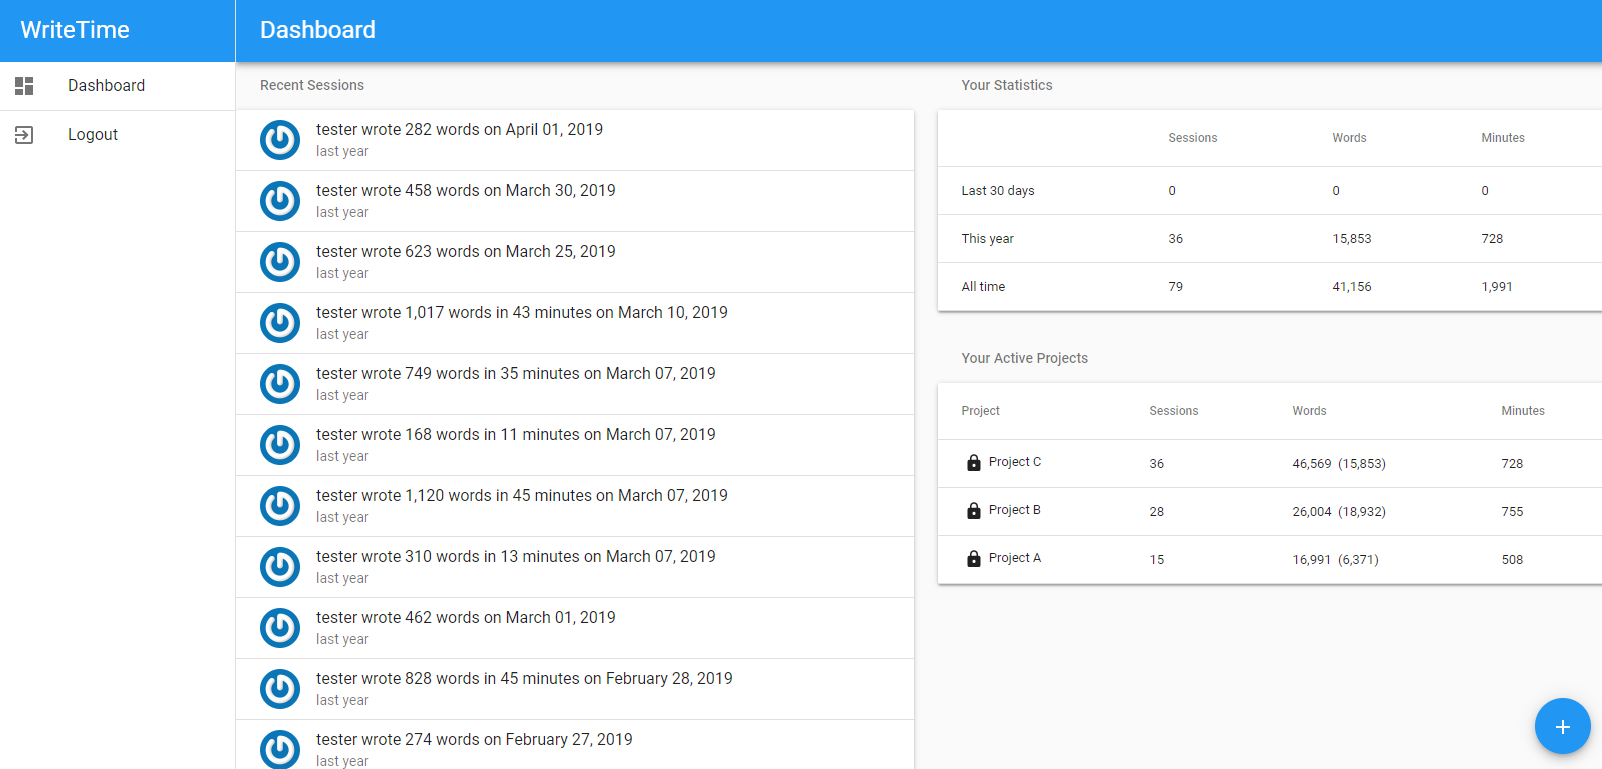 WriteTime
Dashboard
Dashboard
Logout
Recent Sessions
tester wrote 282 words on April 01, 2019
last year
tester wrote 458 words on March 30, 2019
last year
tester wrote 623 words on March 25, 2019
last year
tester wrote 1,017 words in 43 minutes on March 10, 2019
last year
tester wrote 749 words in 35 minutes on March 07, 2019
last year
tester wrote 168 words in 11 minutes on March 07, 2019
last year
tester wrote 1,120 words in 45 minutes on March 07, 2019
last year
tester wrote 310 words in 13 minutes on March 07, 2019
last year
tester wrote 462 words on March 01, 2019
last year
tester wrote 828 words in 45 minutes on February 28, 2019
last year
tester wrote 274 words on February 27, 2019
last year
Your Statistics
Sessions Words Minutes
Last 30 days 0 0 0
This year 36 15,853 728
All time 79 41,156 1,991
Your Active Projects
Project Sessions Words Minutes
Project C 36 46,569 (15,853) 728
Project B 28 26,004 (18,932) 755
Project A 15 16,991 (6,371) 508